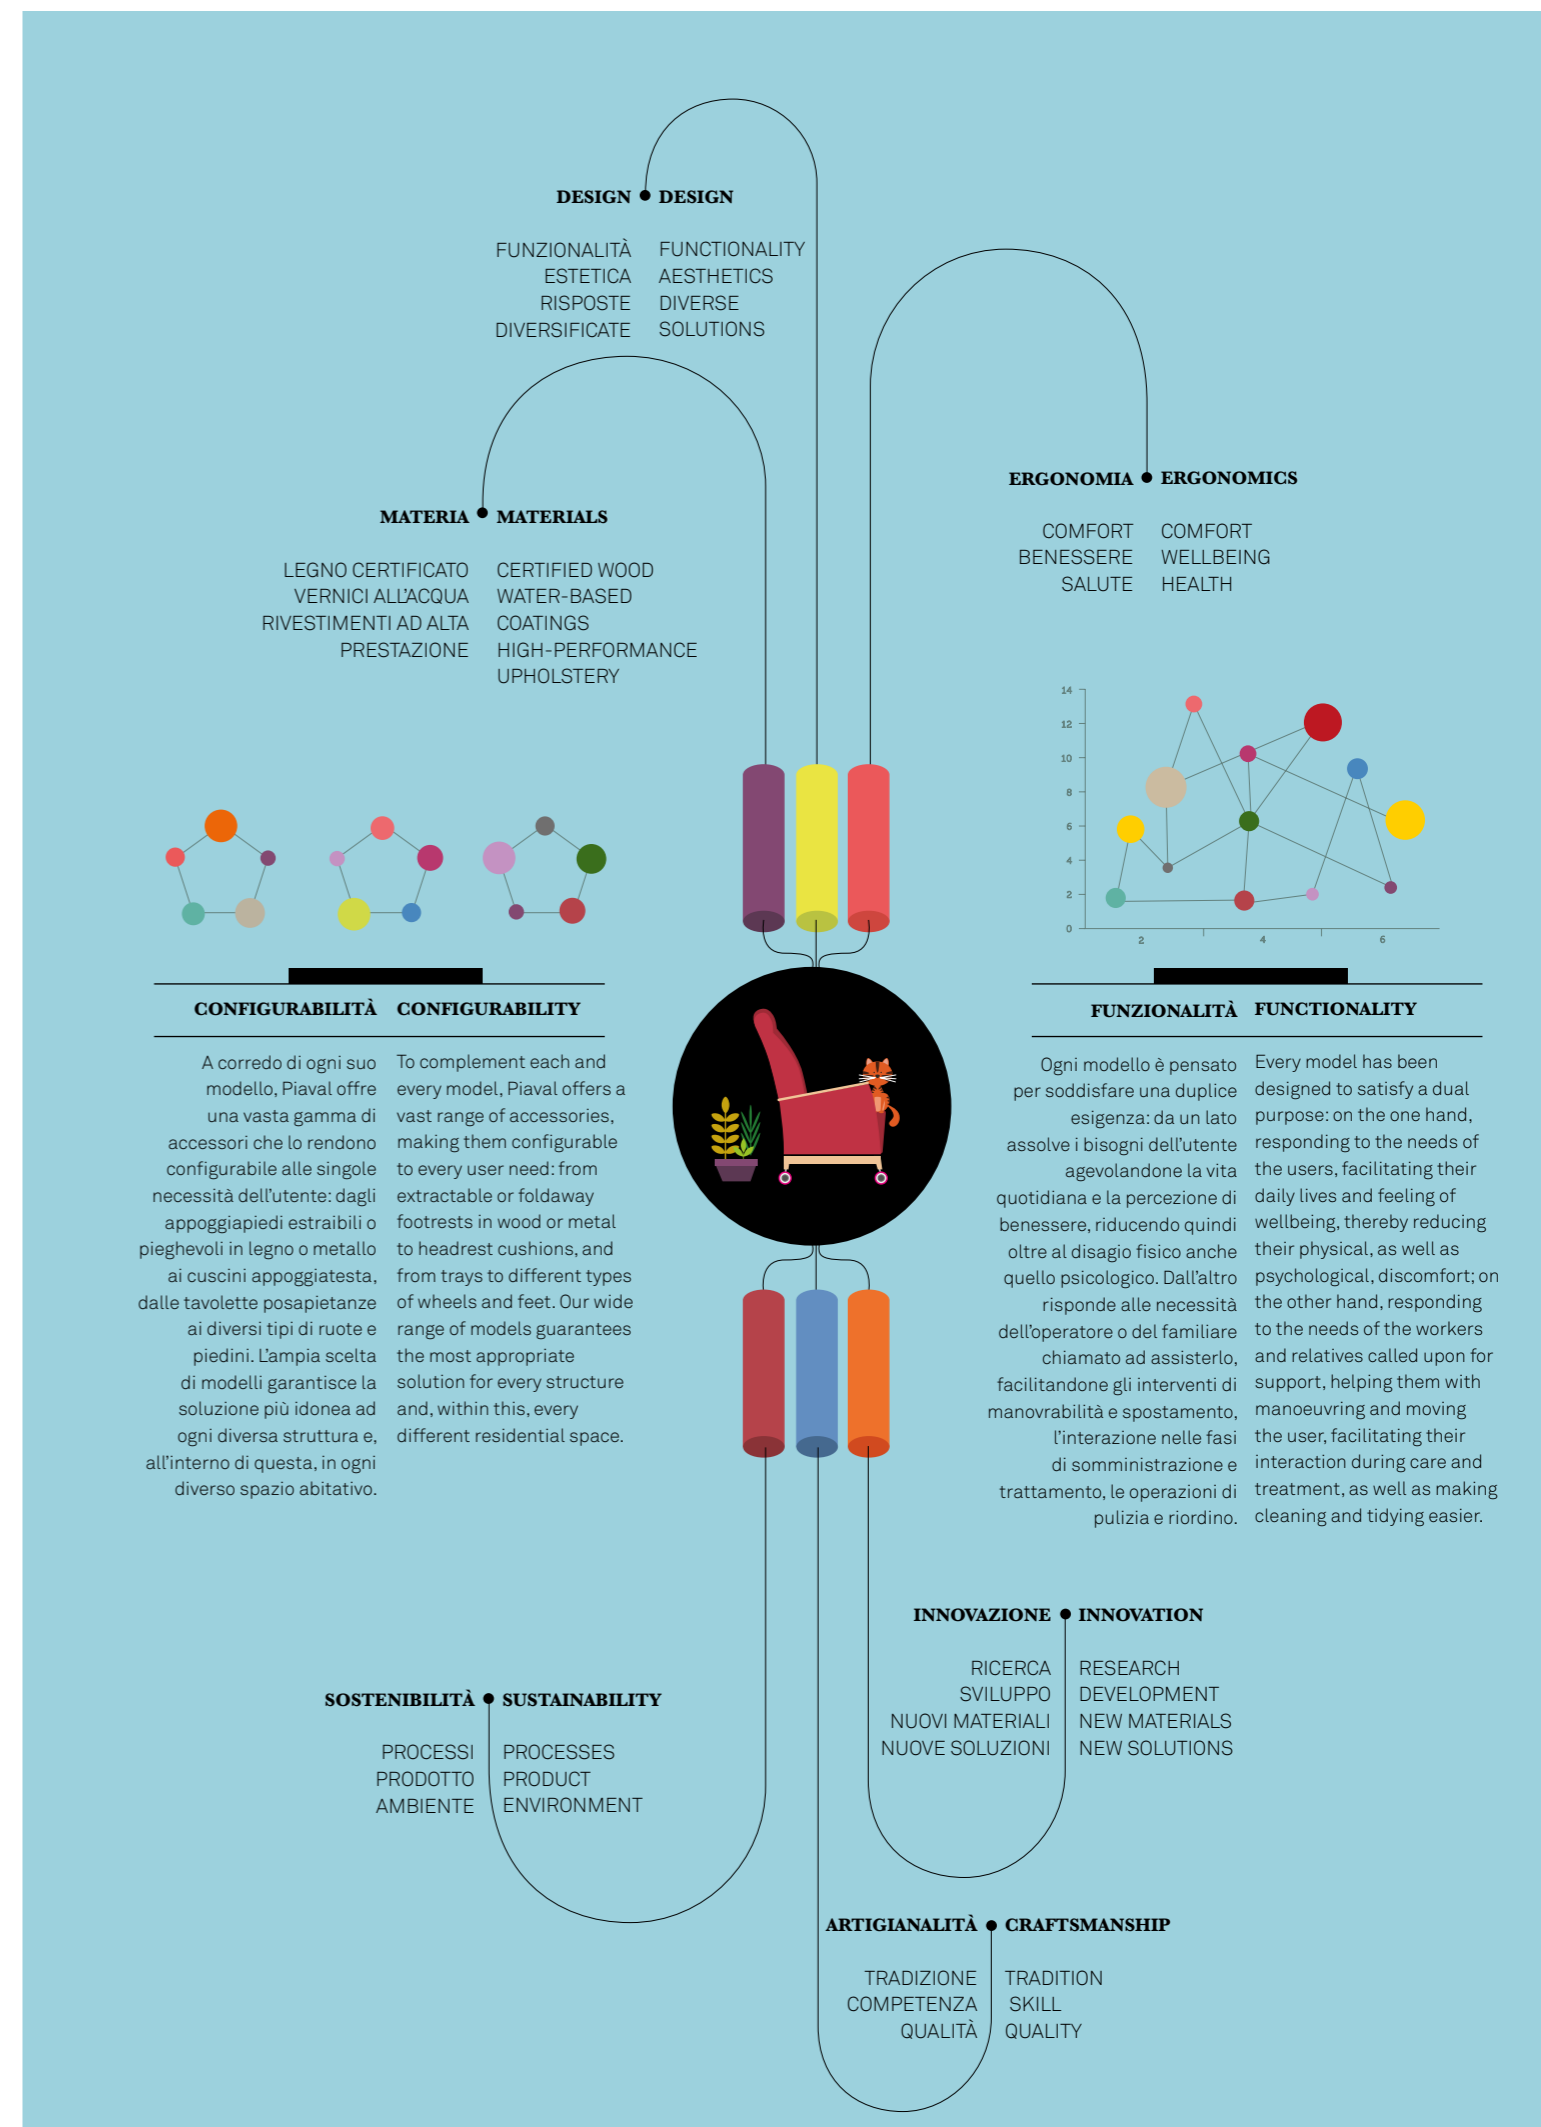 DESIGN DESIGN
FUNZIONALITÀ
ESTETICA
RISPOSTE
DIVERSIFICATE
FUNCTIONALITY
AESTHETICS
DIVERSE
SOLUTIONS
ERGONOMIA ERGONOMICS
COMFORT
BENESSERE
SALUTE
COMFORT
WELLBEING
HEALTH
MATERIA MATERIALS
LEGNO CERTIFICATO
VERNICI ALL'ACQUA
RIVESTIMENTI AD ALTA
PRESTAZIONE
CERTIFIED WOOD
WATER-BASED
COATINGS
HIGH-PERFORMANCE
UPHOLSTERY
14
12
10
8
6
4
2
0
2 4 6
CONFIGURABILITÀ
A corredo di ogni suo
modello, Piaval offre
una vasta gamma di
accessori che lo rendono
configurabile alle singole
necessità dell'utente: dagli
appoggiapiedi estraibili o
pieghevoli in legno o metallo
ai cuscini appoggiatesta,
dalle tavolette posapietanze
ai diversi tipi di ruote e
piedini. L'ampia scelta
di modelli garantisce la
soluzione più idonea ad
ogni diversa struttura e,
all'interno di questa, in ogni
diverso spazio abitativo.
CONFIGURABILITY
To complement each and
every model, Piaval offers a
vast range of accessories,
making them configurable
to every user need: from
extractable or foldaway
footrests in wood or metal
to headrest cushions, and
from trays to different types
of wheels and feet. Our wide
range of models guarantees
the most appropriate
solution for every structure
and, within this, every
different residential space.
FUNZIONALITÀ
Ogni modello è pensato
per soddisfare una duplice
esigenza: da un lato
assolve i bisogni dell'utente
agevolandone la vita
quotidiana e la percezione di
benessere, riducendo quindi
oltre al disagio fisico anche
quello psicologico. Dall'altro
risponde alle necessità
dell'operatore o del familiare
chiamato ad assisterlo,
facilitandone gli interventi di
manovrabilità e spostamento,
l'interazione nelle fasi
di somministrazione e
trattamento, le operazioni di
pulizia e riordino.
FUNCTIONALITY
Every model has been
designed to satisfy a dual
purpose: on the one hand,
responding to the needs of
the users, facilitating their
daily lives and feeling of
wellbeing, thereby reducing
their physical, as well as
psychological, discomfort; on
the other hand, responding
to the needs of the workers
and relatives called upon for
support, helping them with
manoeuvring and moving
the user, facilitating their
interaction during care and
treatment, as well as making
cleaning and tidying easier.
INNOVAZIONE INNOVATION
RICERCA
SVILUPPO
NUOVI MATERIALI
NUOVE SOLUZIONI
RESEARCH
DEVELOPMENT
NEW MATERIALS
NEW SOLUTIONS
SOSTENIBILITÀ SUSTAINABILITY
PROCESSI
PRODOTTO
AMBIENTE
PROCESSES
PRODUCT
ENVIRONMENT
ARTIGIANALITÀ CRAFTSMANSHIP
TRADIZIONE
COMPETENZA
QUALITÀ
TRADITION
SKILL
QUALITY